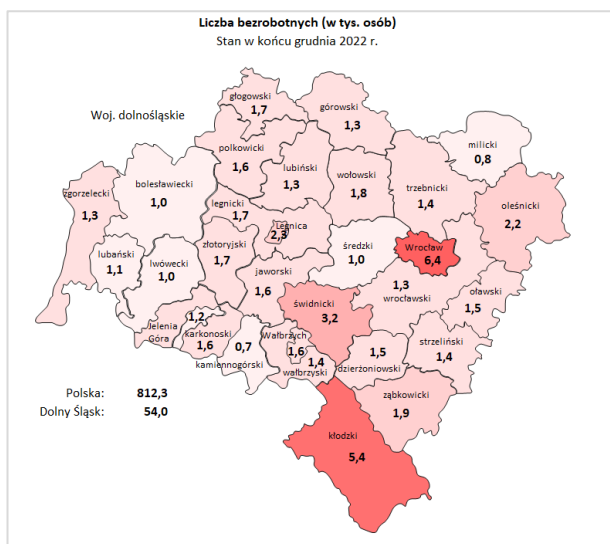 Liczba bezrobotnych (w tys. osób)
Stan w końcu grudnia 2022 r.
Woj. dolnośląskie
głogowski
1,7
górowski
1,3
milicki
0,8
polkowicki
1,6
lubiński
1,3
wołowski
1,8
trzebnicki
1,4
oleśnicki
2,2
zgorzelecki
1,3
bolesławiecki
1,0
legnicki
1,7
Legnica
2,3
średzki
1,0
Wrocław
6,4
lubański
1,1
lwówecki
1,0
złotoryjski
1,7
jaworski
1,6
1,3
wrocławski
oławski
1,5
świdnicki
3,2
1,2
Jelenia
Góra
karkonoski
1,6
0,7
kamiennogórski
Wałbrzych
1,6
1,4
wałbrzyski
1,5
dzierżoniowski
strzeliński
1,4
ząbkowicki
1,9
kłodzki
5,4
Polska: 812,3
Dolny Śląsk: 54,0